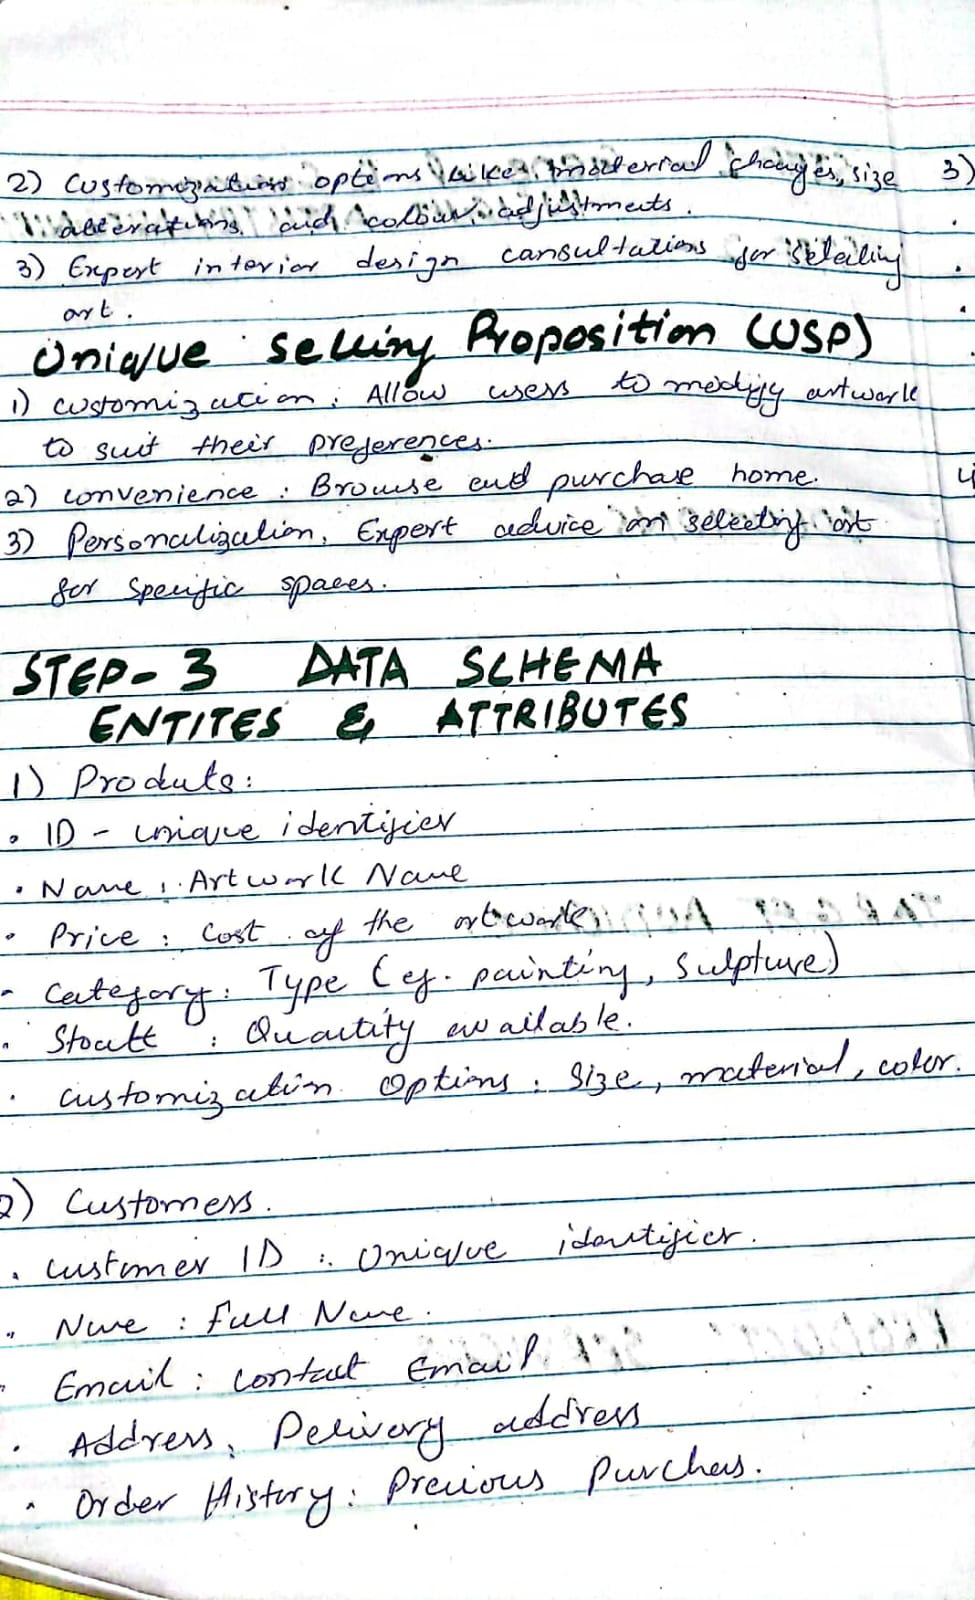 2) Customization options like material changes, size
alterations and colour adjustments.
3) Expert interior design consultations for selecting
art.
Unique Selling Proposition (USP)
1) Customization: Allow users to modify artwork
to suit their preferences.
2) Convenience: Browse and purchase home.
3) Personalization, Expert advice on selecting art
for specific spaces.
STEP-3 DATA SCHEMA
ENTITES & ATTRIBUTES
1) Produts:
• ID - unique identifier
• Name: Artwork Name
• Price: Cost of the artwork
- Category: Type (eg. painting, Sulpture)
• Stock : Quantity available.
• Customization Options: Size, material, color.
2) Customers.
• Customer ID: Unique identifier.
• Name: Full Name.
- Email: Contact Email
• Address, Delivery address
• Order History: Previous Purches.
3)
4